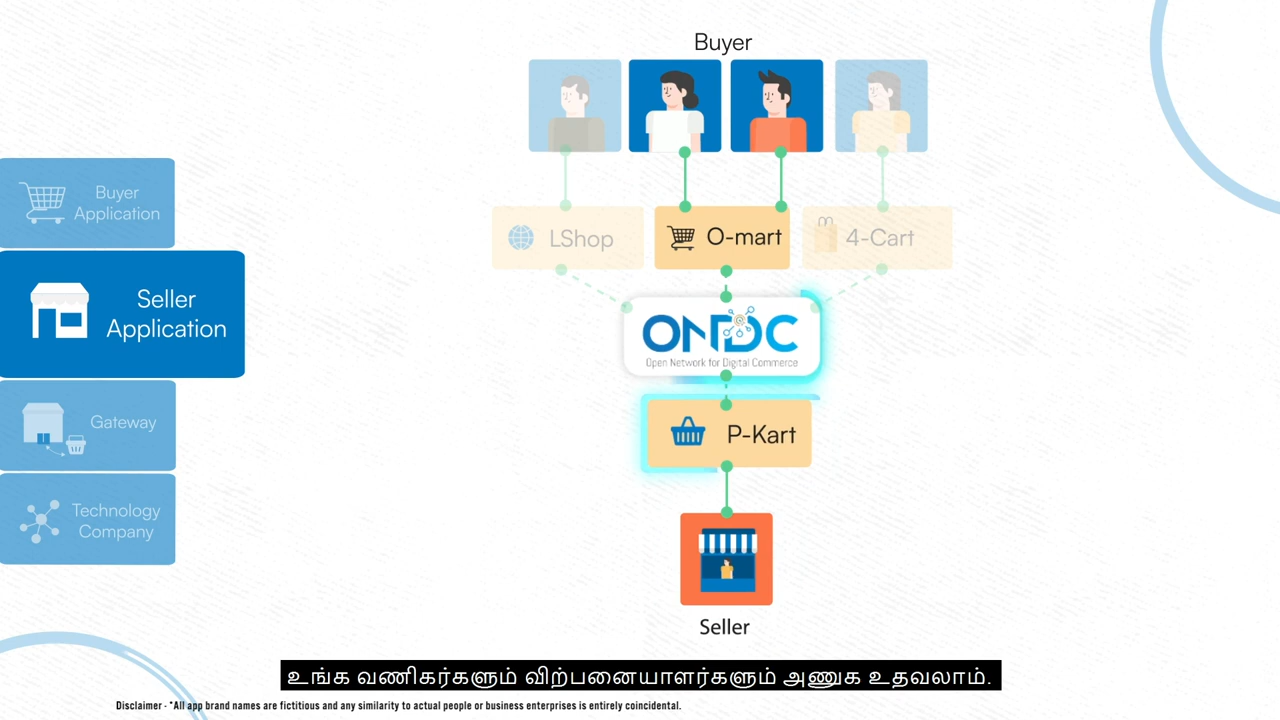 Buyer
Buyer
Application
LShop
O-mart
4-Cart
Seller
Application
ONDC
Open Network for Digital Commerce
Gateway
P-Kart
Technology
Company
Seller
உங்க வணிகர்களும் விற்பனையாளர்களும் அணுக உதவலாம்.
Disclaimer - *All app brand names are fictitious and any similarity to actual people or business enterprises is entirely coincidental.